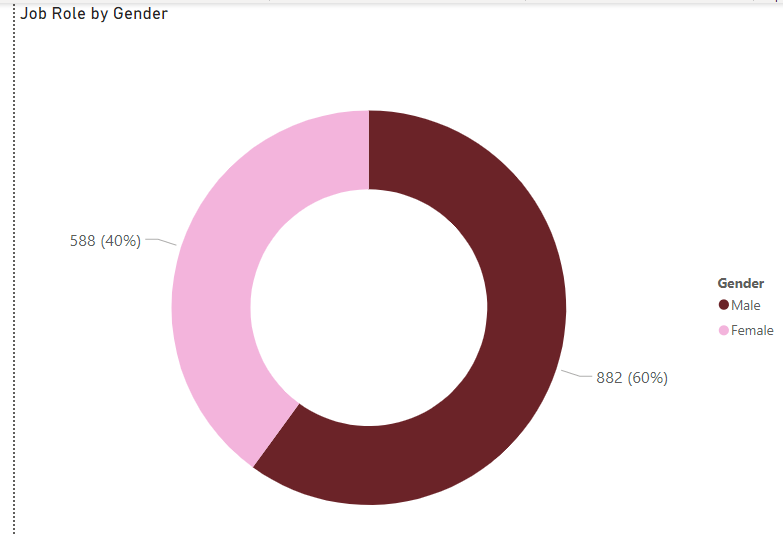 Job Role by Gender
588 (40%)
Gender
Male
Female
882 (60%)